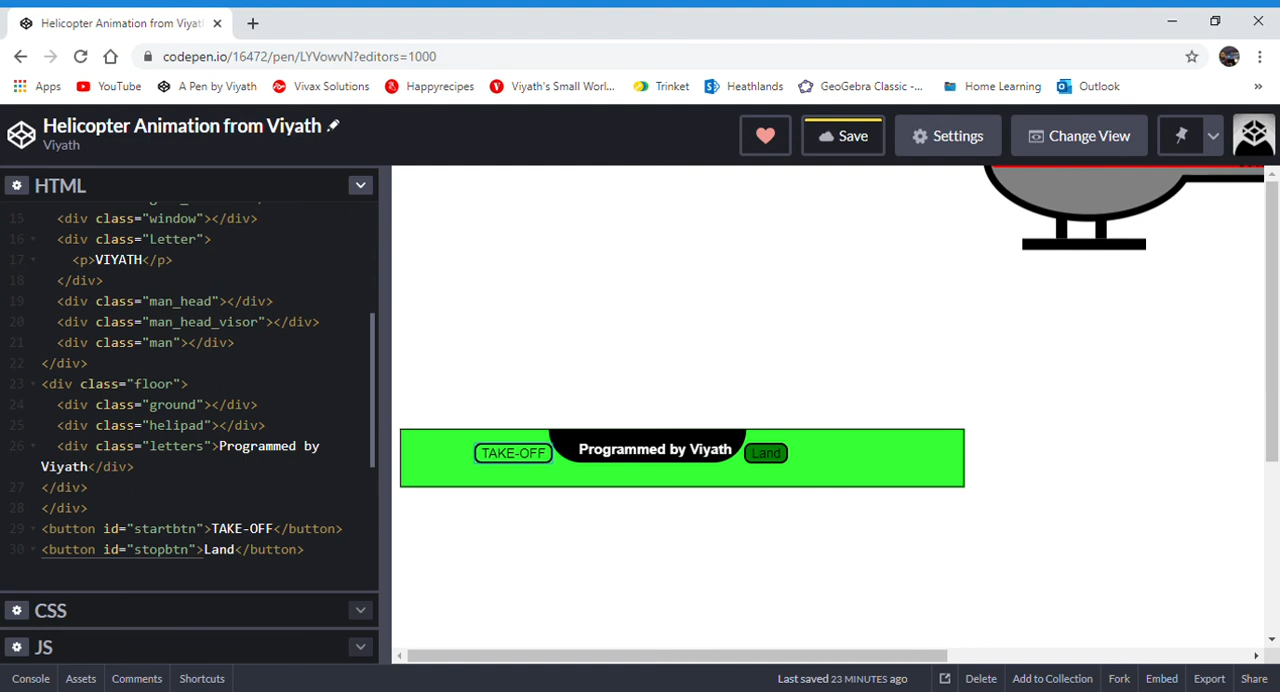 Helicopter Animation from Viyath
codepen.io/16472/pen/LYVowvN?editors=1000
Apps YouTube A Pen by Viyath Vivax Solutions Happyrecipes Viyath's Small Worl... Trinket Heathlands GeoGebra Classic -... Home Learning Outlook »
Helicopter Animation from Viyath
Viyath
Save Settings Change View
HTML
15 <div class="window"></div>
16 <div class="Letter">
17 <p>VIYATH</p>
18 </div>
19 <div class="man_head"></div>
20 <div class="man_head_visor"></div>
21 <div class="man"></div>
22 </div>
23 <div class="floor">
24 <div class="ground"></div>
25 <div class="helipad"></div>
26 <div class="letters">Programmed by
Viyath</div>
27 </div>
28 </div>
29 <button id="startbtn">TAKE-OFF</button>
30 <button id="stopbtn">Land</button>
TAKE-OFF Programmed by Viyath Land
CSS
JS
Console Assets Comments Shortcuts Last saved 23 MINUTES ago Delete Add to Collection Fork Embed Export Share